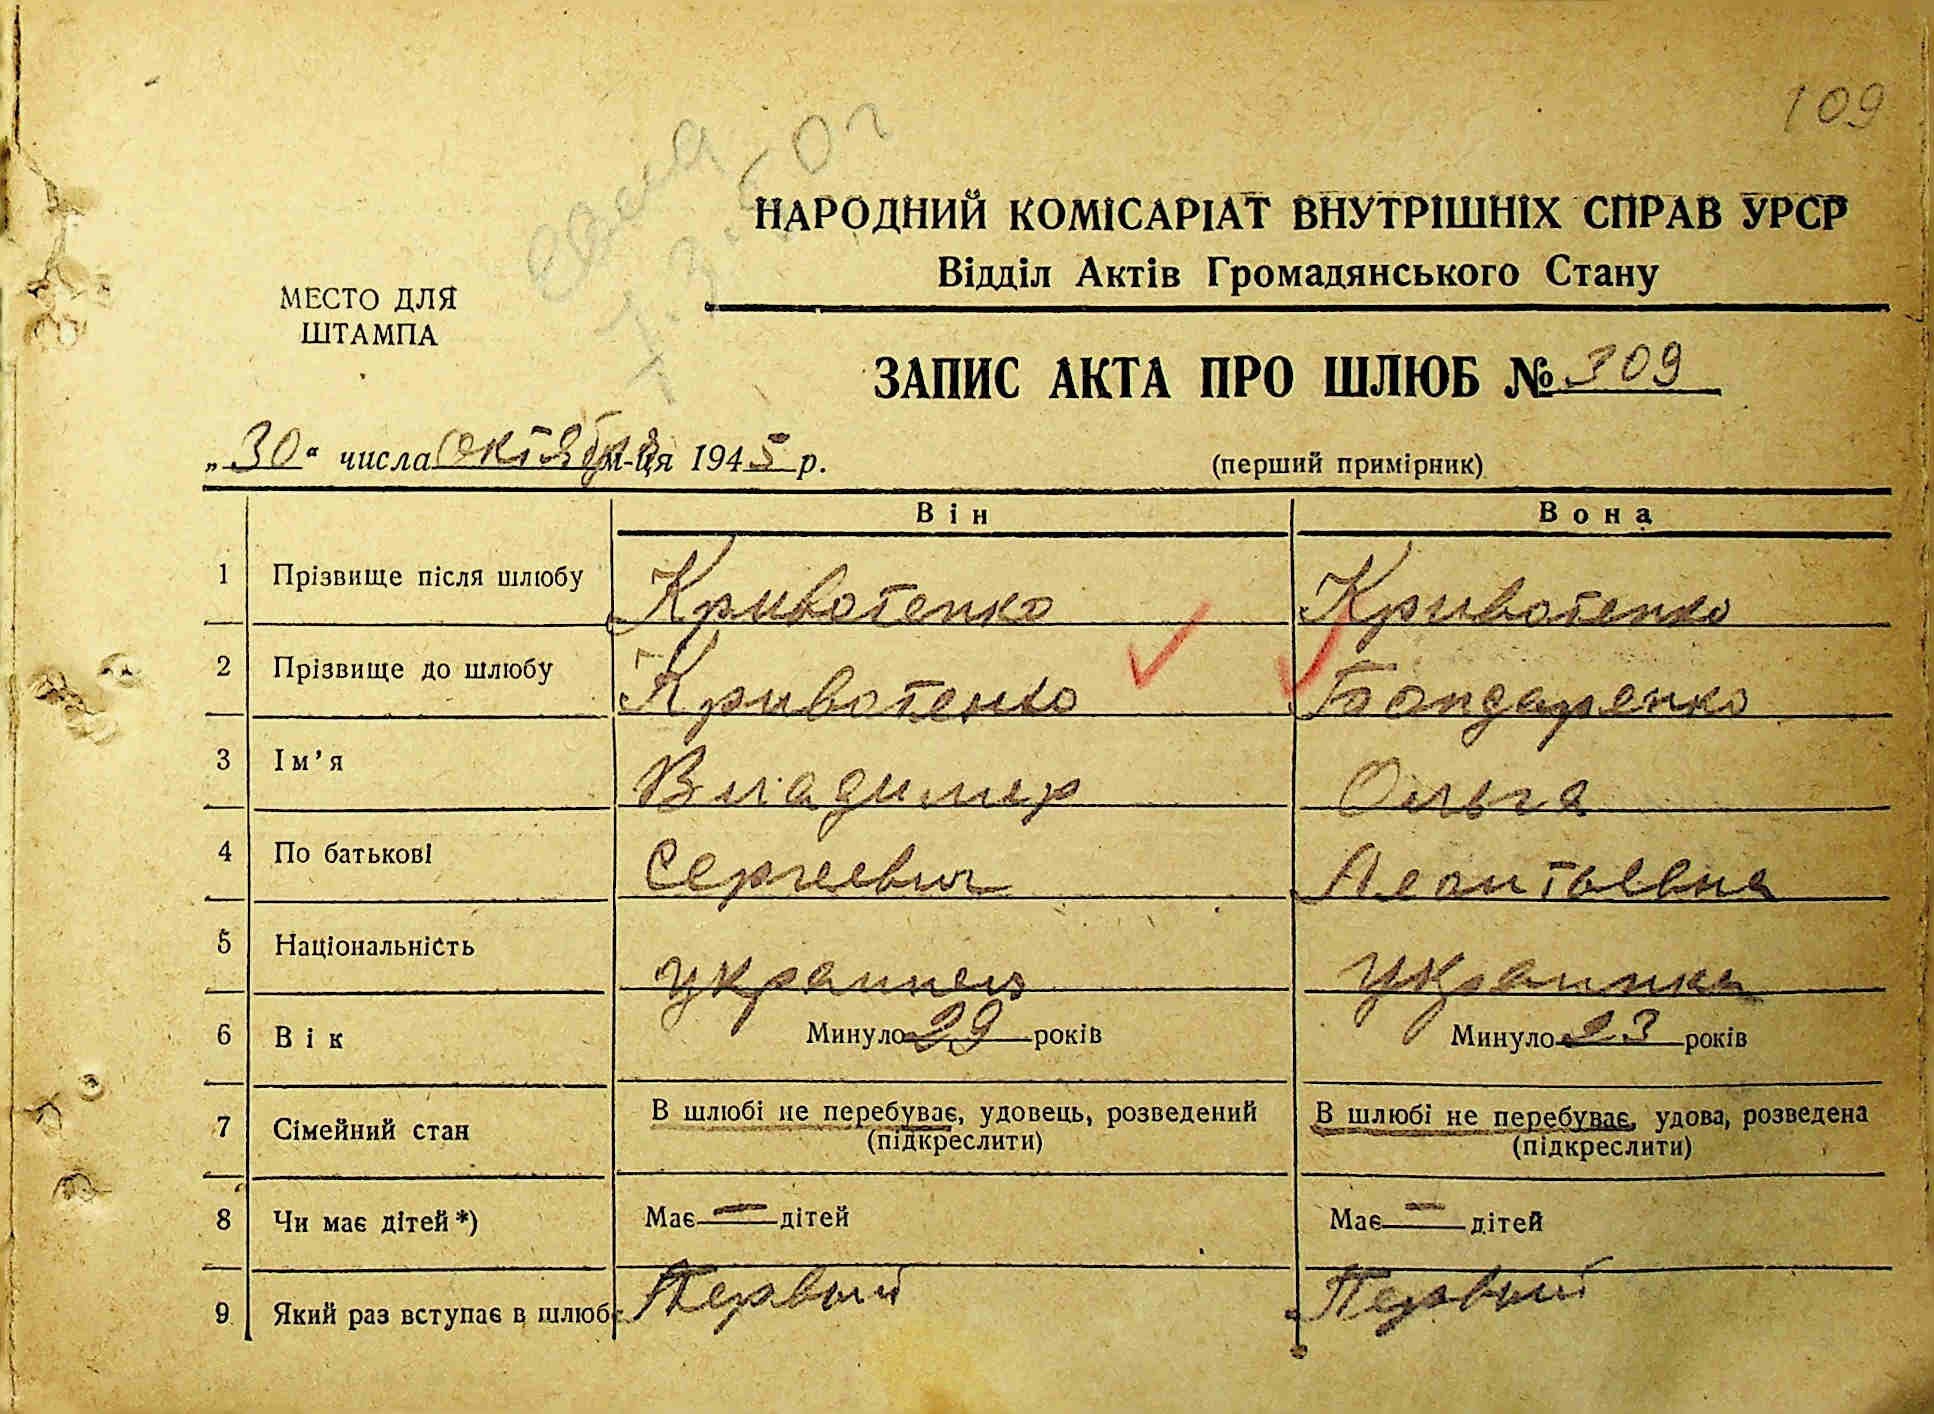 109
НАРОДНИЙ КОМІСАРІАТ ВНУТРІШНІХ СПРАВ УРСР
Відділ Актів Громадянського Стану
МЕСТО ДЛЯ
ШТАМПА
ЗАПИС АКТА ПРО ШЛЮБ № 309
„30“ числа октября м-ця 1945 р.
(перший примірник)
Він Вона
1 Прізвище після шлюбу Кривотенко Кривотенко
2 Прізвище до шлюбу Кривотенко Бондаренко
3 Ім’я Владимир Ольга
4 По батькові Сергеевич Леонтьевна
5 Національність украинец украинка
6 Вік Минуло 29 років Минуло 23 років
7 Сімейний стан В шлюбі не перебуває, удовець, розведений (підкреслити) В шлюбі не перебуває, удова, розведена (підкреслити)
8 Чи має дітей*) Має — дітей Має — дітей
9 Який раз вступає в шлюб Первый Первый